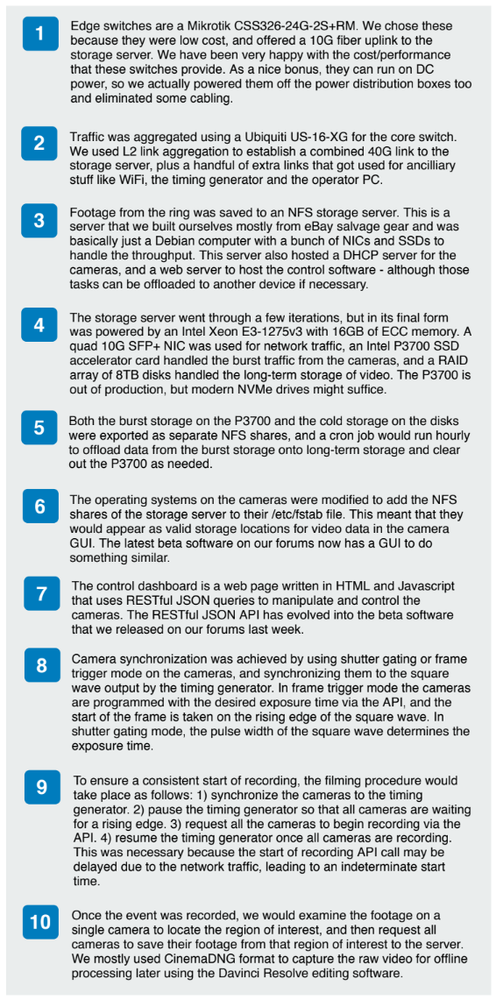 1
Edge switches are a Mikrotik CSS326-24G-2S+RM. We chose these
because they were low cost, and offered a 10G fiber uplink to the
storage server. We have been very happy with the cost/performance
that these switches provide. As a nice bonus, they can run on DC
power, so we actually powered them off the power distribution boxes too
and eliminated some cabling.
2
Traffic was aggregated using a Ubiquiti US-16-XG for the core switch.
We used L2 link aggregation to establish a combined 40G link to the
storage server, plus a handful of extra links that got used for ancilliary
stuff like WiFi, the timing generator and the operator PC.
3
Footage from the ring was saved to an NFS storage server. This is a
server that we built ourselves mostly from eBay salvage gear and was
basically just a Debian computer with a bunch of NICs and SSDs to
handle the throughput. This server also hosted a DHCP server for the
cameras, and a web server to host the control software - although those
tasks can be offloaded to another device if necessary.
4
The storage server went through a few iterations, but in its final form
was powered by an Intel Xeon E3-1275v3 with 16GB of ECC memory. A
quad 10G SFP+ NIC was used for network traffic, an Intel P3700 SSD
accelerator card handled the burst traffic from the cameras, and a RAID
array of 8TB disks handled the long-term storage of video. The P3700 is
out of production, but modern NVMe drives might suffice.
5
Both the burst storage on the P3700 and the cold storage on the disks
were exported as separate NFS shares, and a cron job would run hourly
to offload data from the burst storage onto long-term storage and clear
out the P3700 as needed.
6
The operating systems on the cameras were modified to add the NFS
shares of the storage server to their /etc/fstab file. This meant that they
would appear as valid storage locations for video data in the camera
GUI. The latest beta software on our forums now has a GUI to do
something similar.
7
The control dashboard is a web page written in HTML and Javascript
that uses RESTful JSON queries to manipulate and control the
cameras. The RESTful JSON API has evolved into the beta software
that we released on our forums last week.
8
Camera synchronization was achieved by using shutter gating or frame
trigger mode on the cameras, and synchronizing them to the square
wave output by the timing generator. In frame trigger mode the cameras
are programmed with the desired exposure time via the API, and the
start of the frame is taken on the rising edge of the square wave. In
shutter gating mode, the pulse width of the square wave determines the
exposure time.
9
To ensure a consistent start of recording, the filming procedure would
take place as follows: 1) synchronize the cameras to the timing
generator. 2) pause the timing generator so that all cameras are waiting
for a rising edge. 3) request all the cameras to begin recording via the
API. 4) resume the timing generator once all cameras are recording.
This was necessary because the start of recording API call may be
delayed due to the network traffic, leading to an indeterminate start
time.
10
Once the event was recorded, we would examine the footage on a
single camera to locate the region of interest, and then request all
cameras to save their footage from that region of interest to the server.
We mostly used CinemaDNG format to capture the raw video for offline
processing later using the Davinci Resolve editing software.